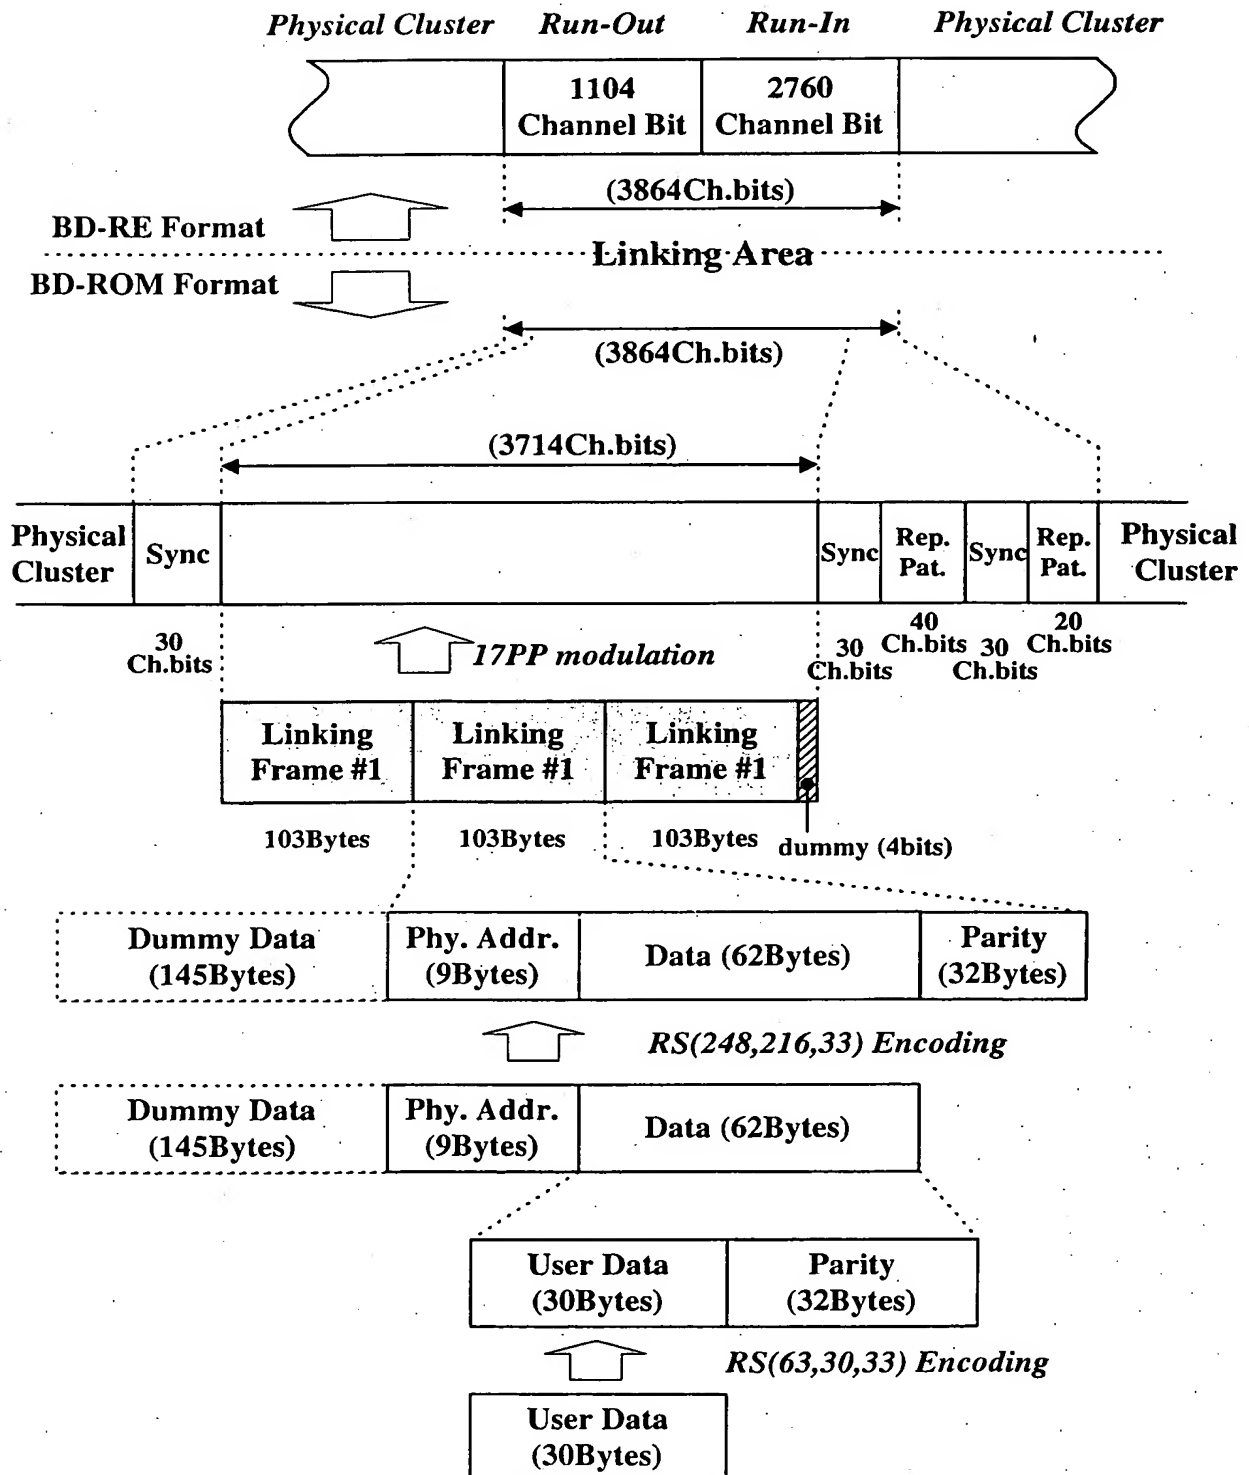 Physical Cluster Run-Out Run-In Physical Cluster
1104 Channel Bit
2760 Channel Bit
(3864Ch.bits)
BD-RE Format
Linking Area
BD-ROM Format
(3864Ch.bits)
(3714Ch.bits)
Physical Cluster
Sync
Sync
Rep. Pat.
Sync
Rep. Pat.
Physical Cluster
30 Ch.bits
17PP modulation
30 Ch.bits
40 Ch.bits
30 Ch.bits
20 Ch.bits
Linking Frame #1
Linking Frame #1
Linking Frame #1
103Bytes
103Bytes
103Bytes
dummy (4bits)
Dummy Data (145Bytes)
Phy. Addr. (9Bytes)
Data (62Bytes)
Parity (32Bytes)
RS(248,216,33) Encoding
Dummy Data (145Bytes)
Phy. Addr. (9Bytes)
Data (62Bytes)
User Data (30Bytes)
Parity (32Bytes)
RS(63,30,33) Encoding
User Data (30Bytes)